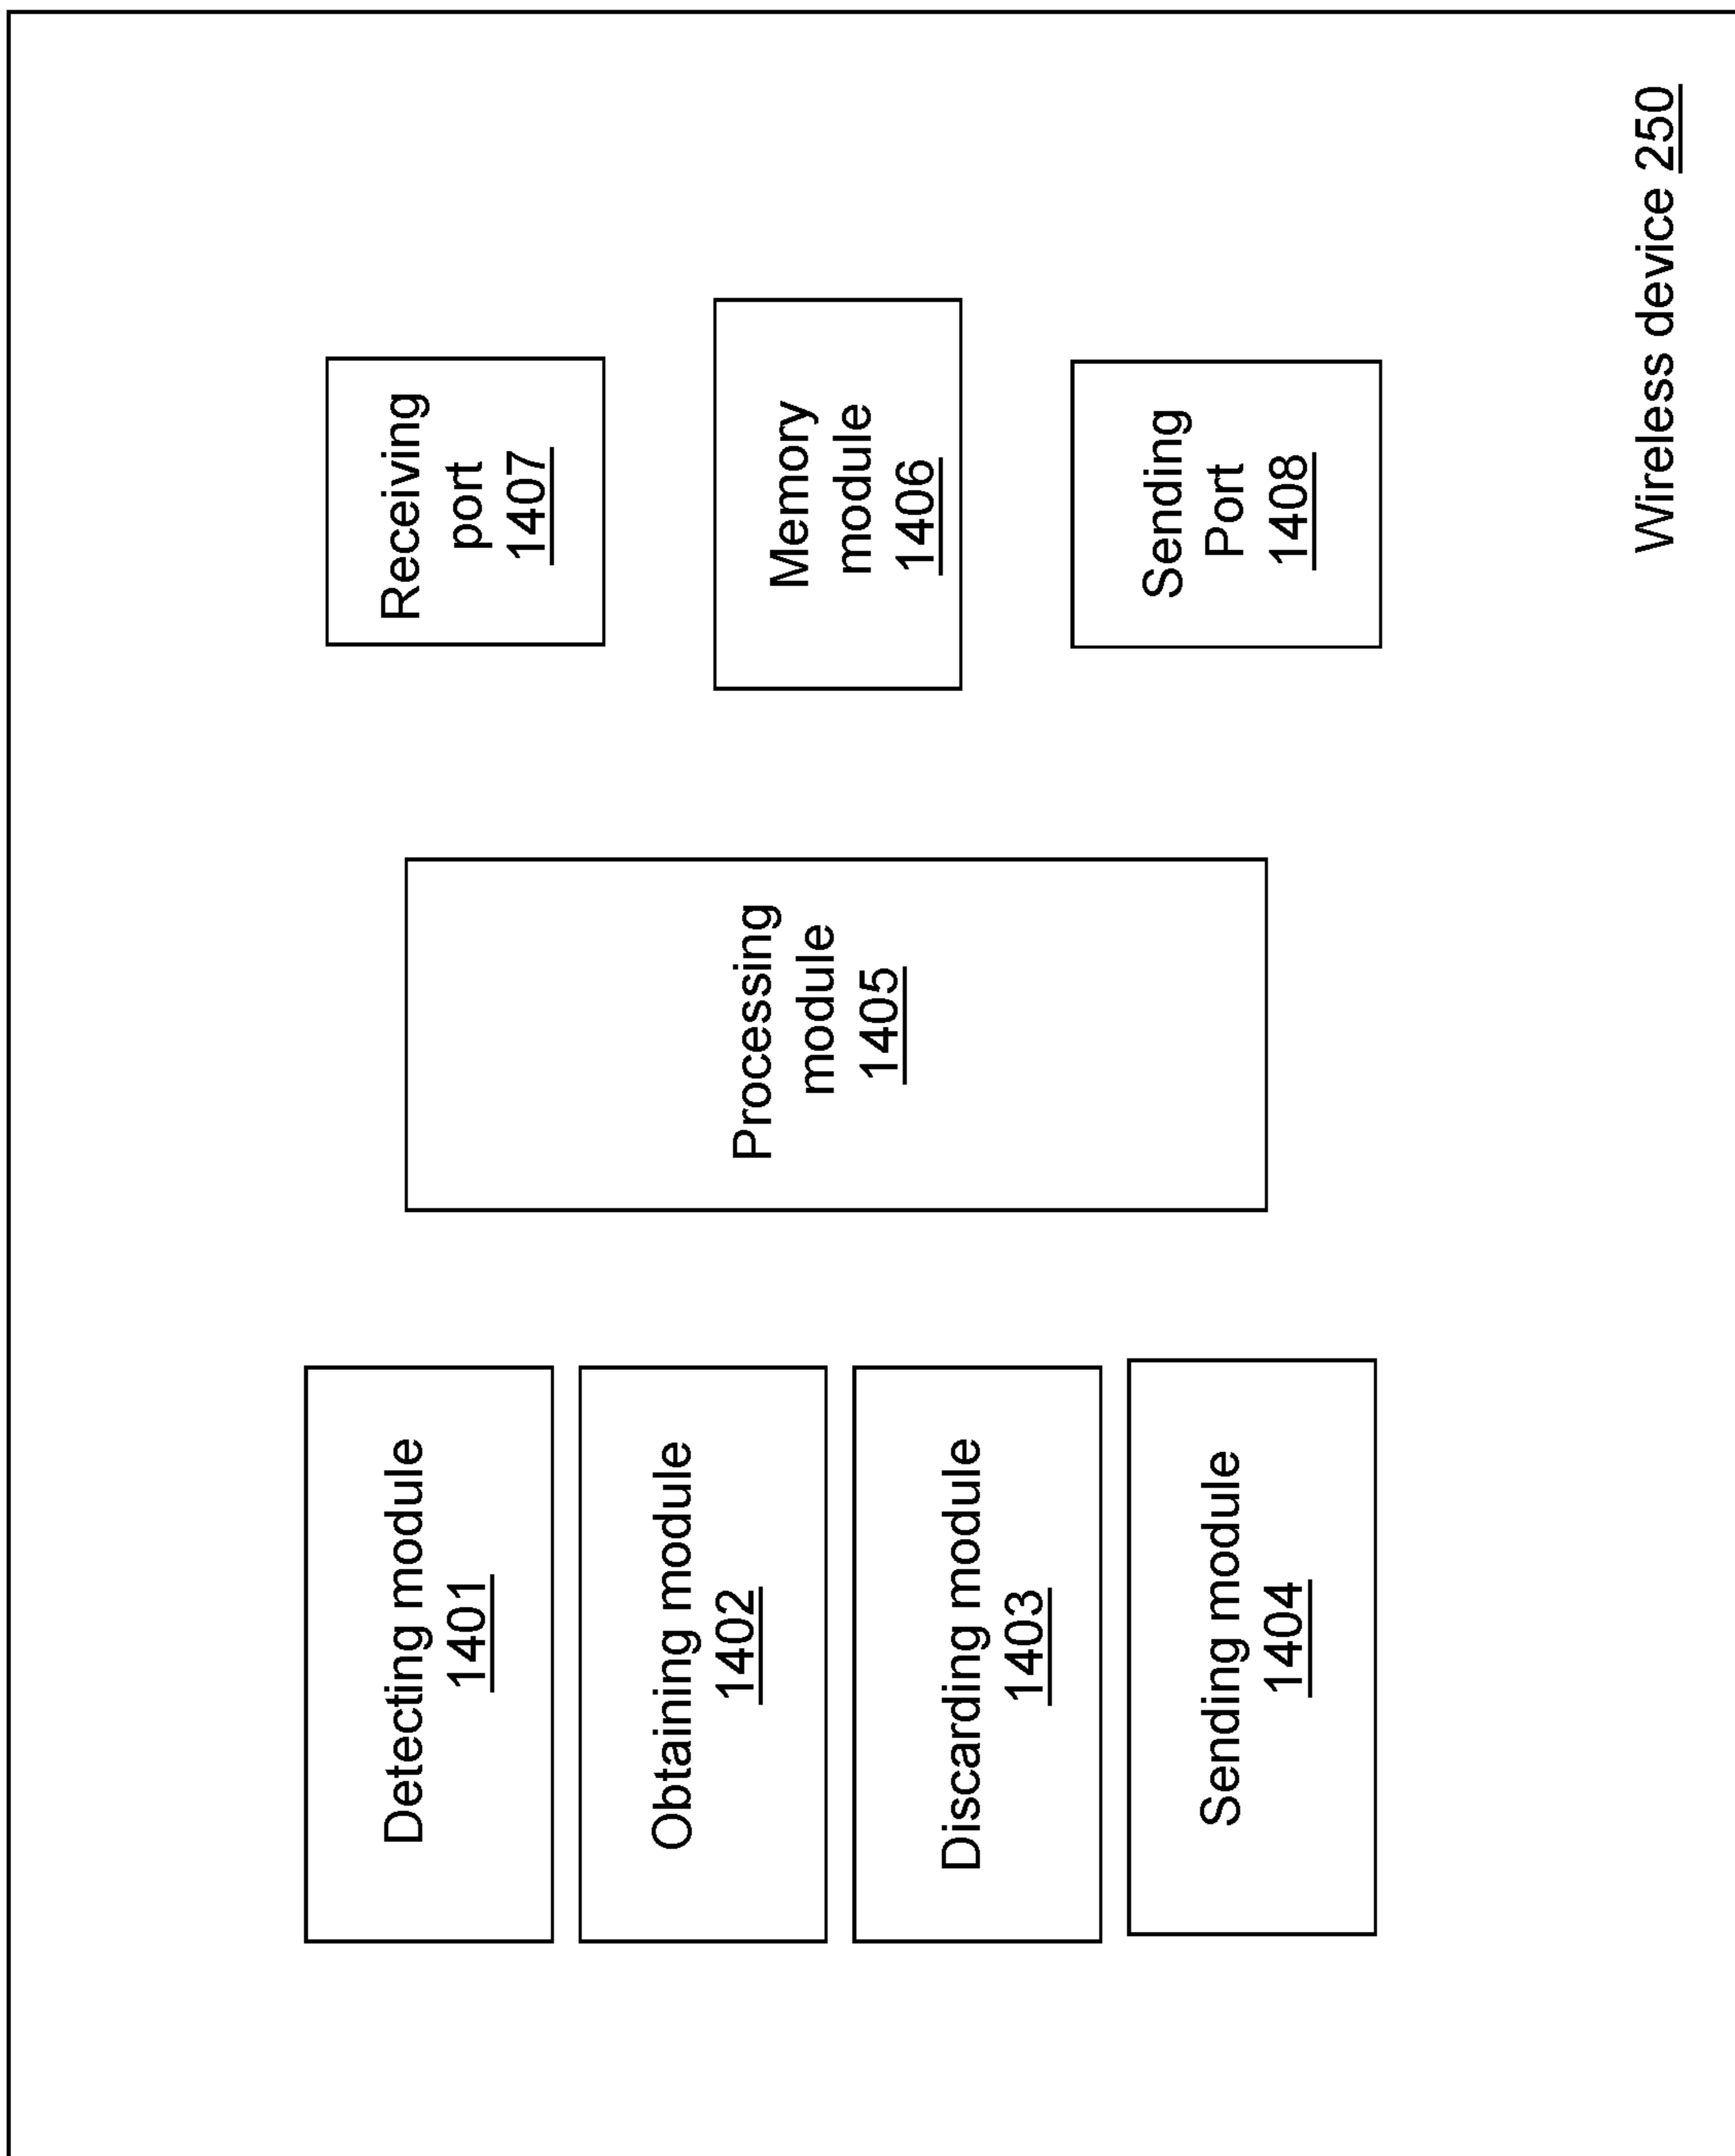 Detecting module
1401
Obtaining module
1402
Discarding module
1403
Sending module
1404
Processing
module
1405
Receiving
port
1407
Memory
module
1406
Sending
Port
1408
Wireless device 250